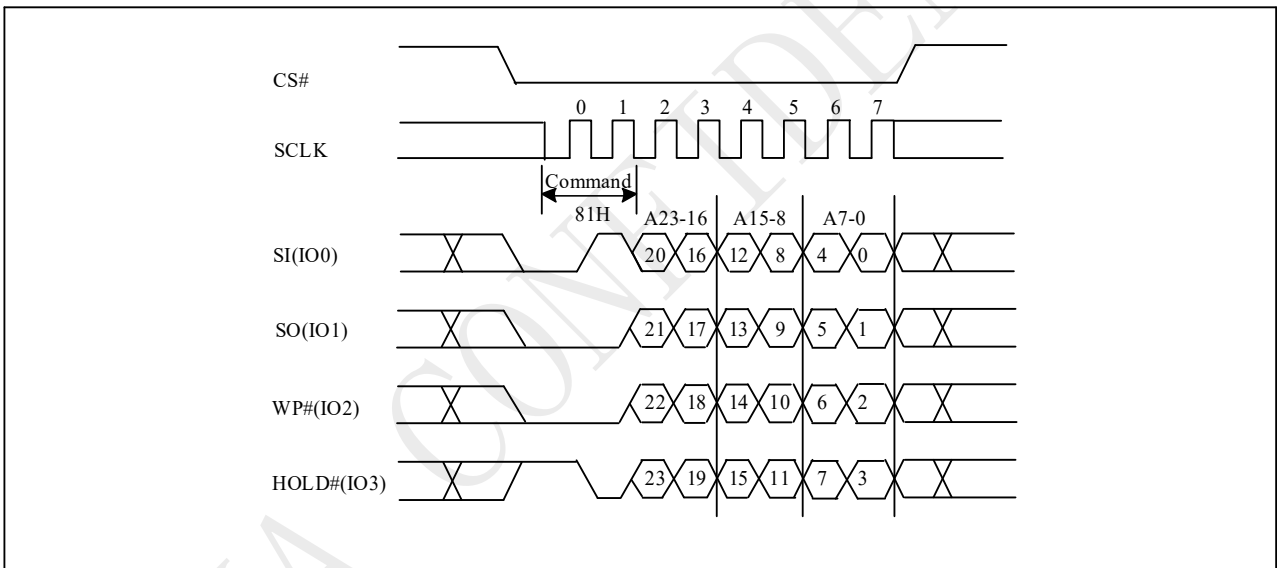 CS#
0 1 2 3 4 5 6 7
SCLK
Command
81H
A23-16 A15-8 A7-0
SI(IO0) 20 16 12 8 4 0
SO(IO1) 21 17 13 9 5 1
WP#(IO2) 22 18 14 10 6 2
HOLD#(IO3) 23 19 15 11 7 3